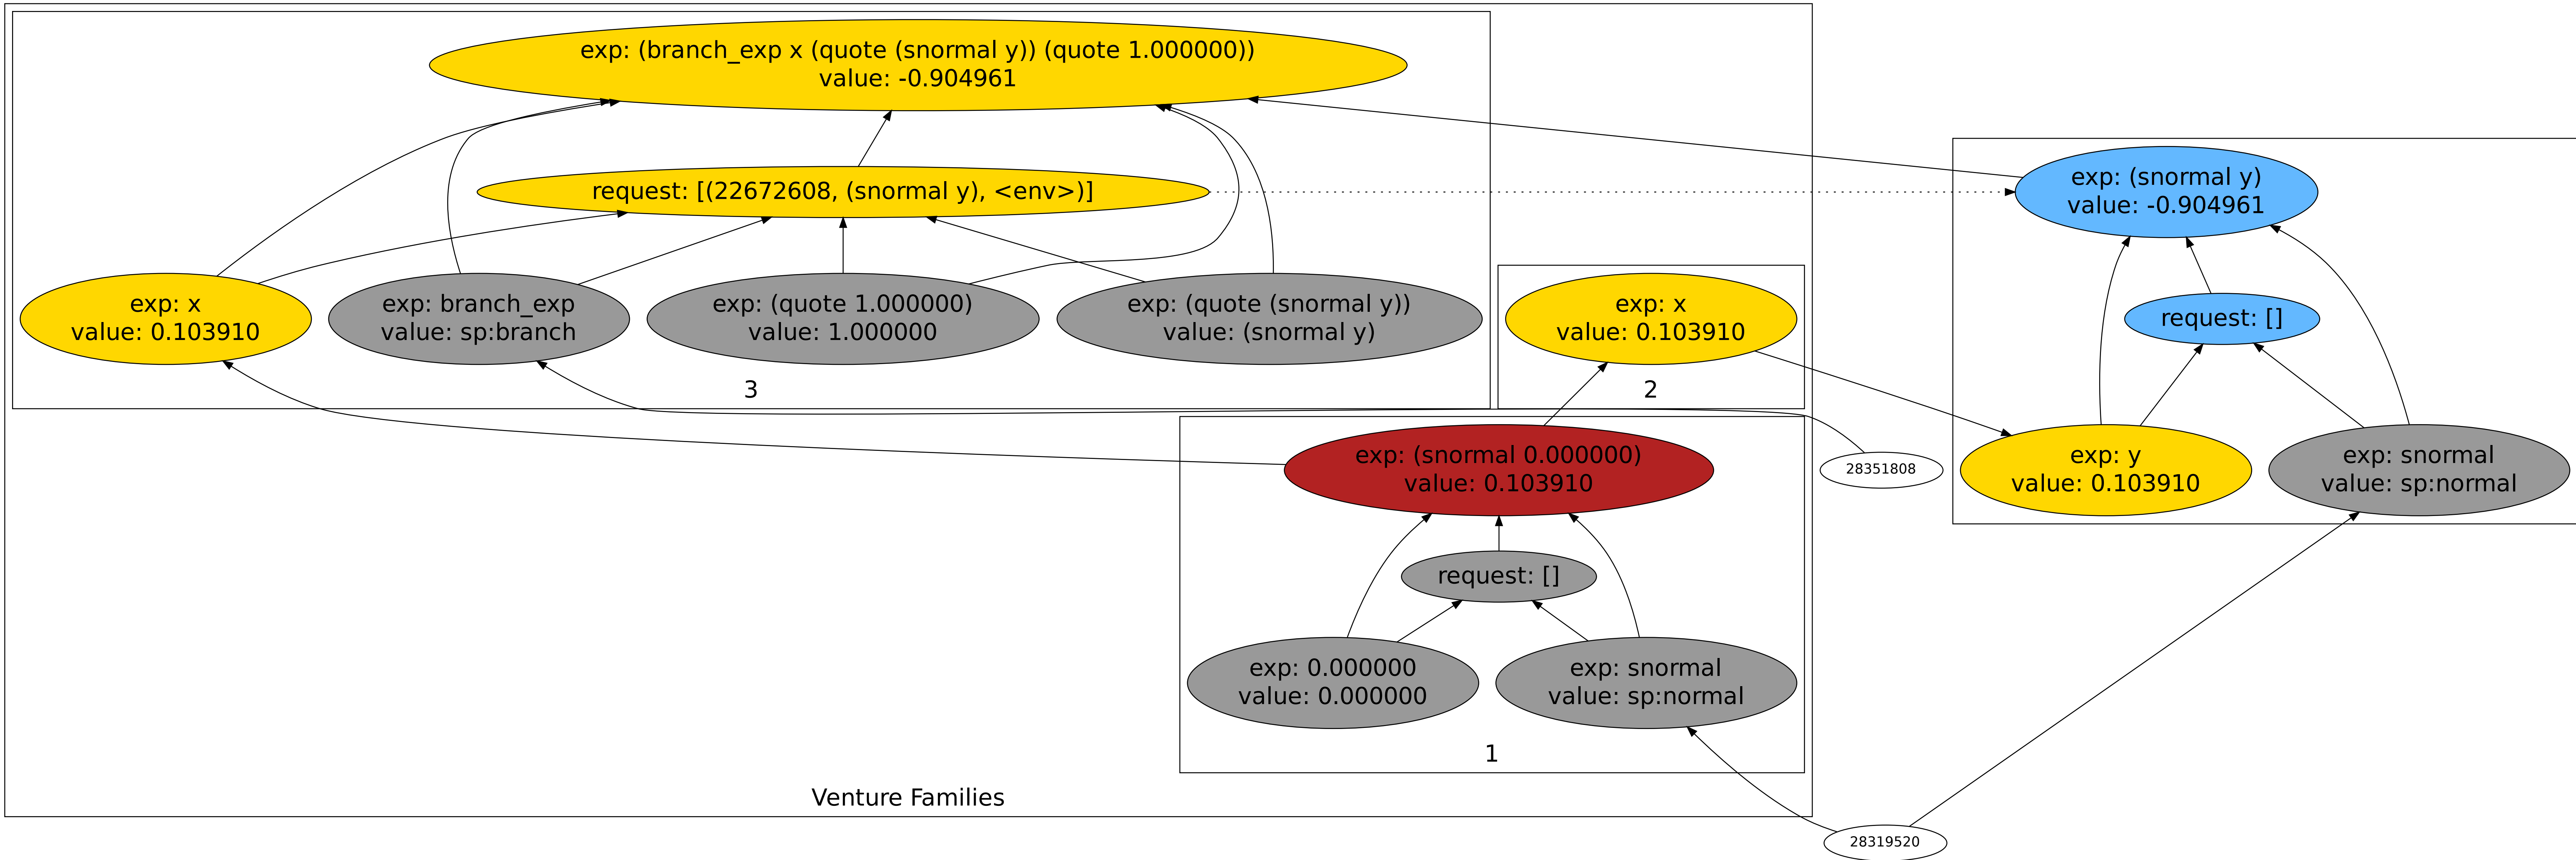 exp: (branch_exp x (quote (snormal y)) (quote 1.000000))
value: -0.904961
request: [(22672608, (snormal y), <env>)]
exp: x
value: 0.103910
exp: branch_exp
value: sp:branch
exp: (quote 1.000000)
value: 1.000000
exp: (quote (snormal y))
value: (snormal y)
3
exp: x
value: 0.103910
2
exp: (snormal 0.000000)
value: 0.103910
request: []
exp: 0.000000
value: 0.000000
exp: snormal
value: sp:normal
1
Venture Families
28351808
exp: (snormal y)
value: -0.904961
request: []
exp: y
value: 0.103910
exp: snormal
value: sp:normal
28319520